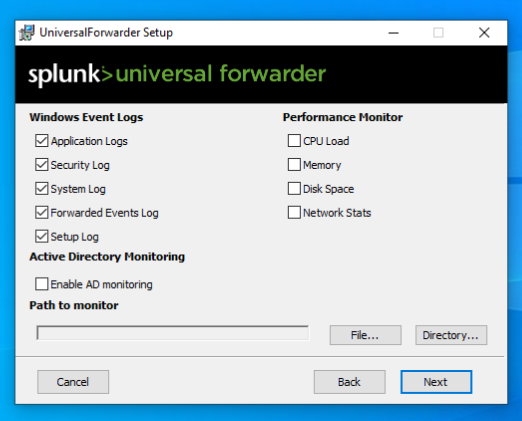 UniversalForwarder Setup
splunk>universal forwarder
Windows Event Logs
Performance Monitor
Application Logs
CPU Load
Security Log
Memory
System Log
Disk Space
Forwarded Events Log
Network Stats
Setup Log
Active Directory Monitoring
Enable AD monitoring
Path to monitor
File...
Directory...
Cancel
Back
Next